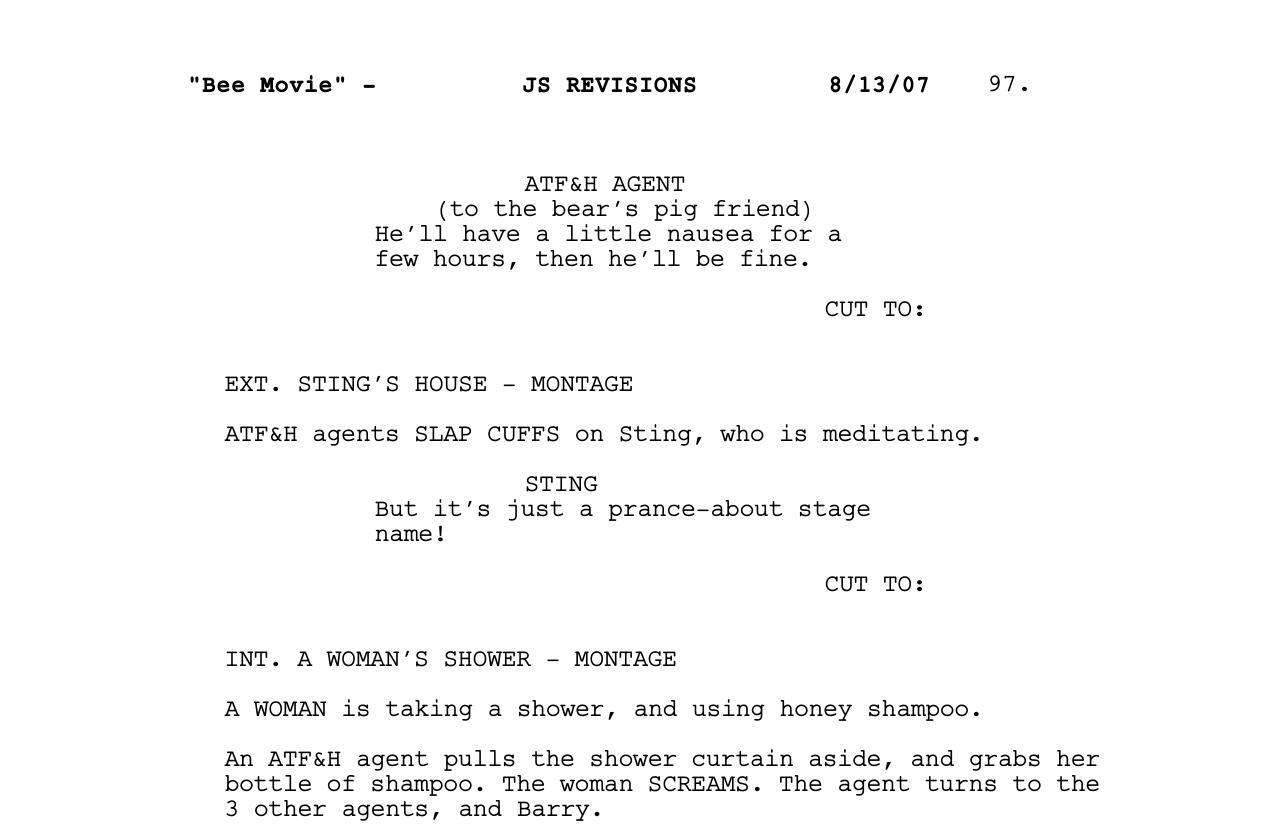 "Bee Movie" - JS REVISIONS 8/13/07 97.
ATF&H AGENT
(to the bear's pig friend)
He'll have a little nausea for a
few hours, then he'll be fine.
CUT TO:
EXT. STING'S HOUSE - MONTAGE
ATF&H agents SLAP CUFFS on Sting, who is meditating.
STING
But it's just a prance-about stage
name!
CUT TO:
INT. A WOMAN'S SHOWER - MONTAGE
A WOMAN is taking a shower, and using honey shampoo.
An ATF&H agent pulls the shower curtain aside, and grabs her
bottle of shampoo. The woman SCREAMS. The agent turns to the
3 other agents, and Barry.